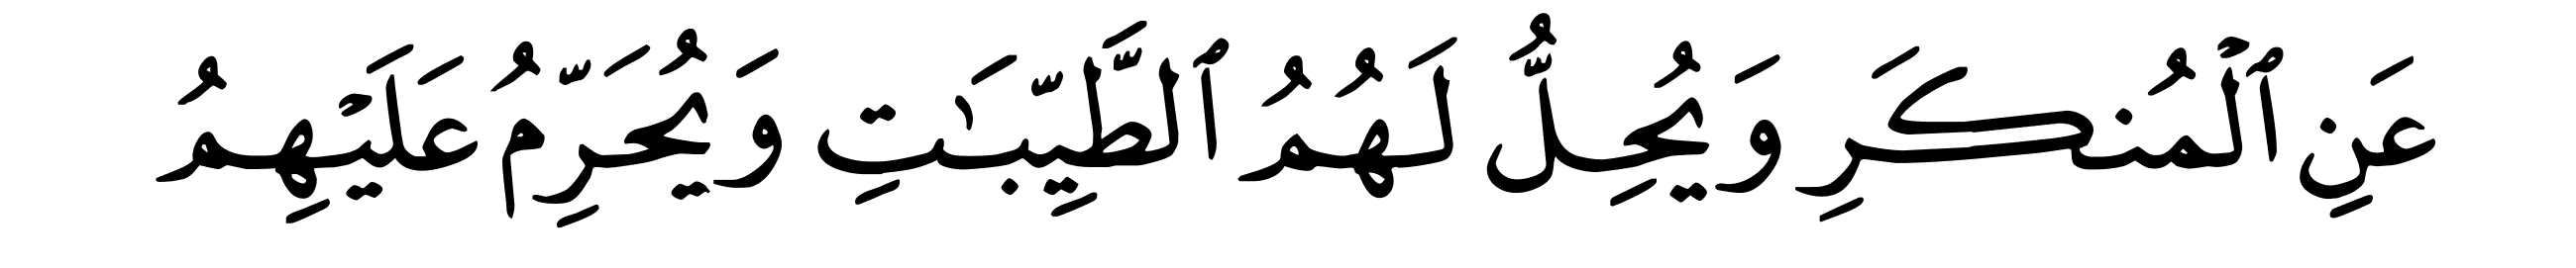 عَنِ ٱلۡمُنكَرِ وَيُحِلُّ لَهُمُ ٱلطَّيِّبَٰتِ وَيُحَرِّمُ عَلَيۡهِمُ